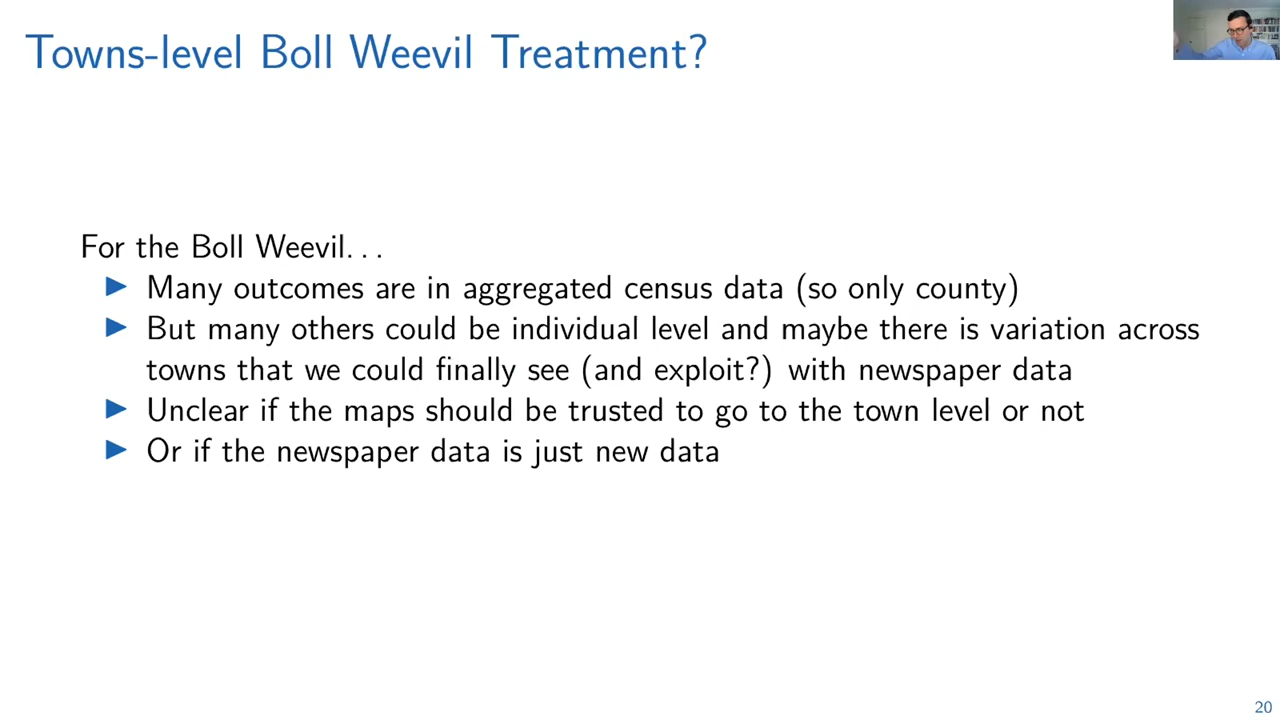 Towns-level Boll Weevil Treatment?
For the Boll Weevil...
▶ Many outcomes are in aggregated census data (so only county)
▶ But many others could be individual level and maybe there is variation across
towns that we could finally see (and exploit?) with newspaper data
▶ Unclear if the maps should be trusted to go to the town level or not
▶ Or if the newspaper data is just new data
20